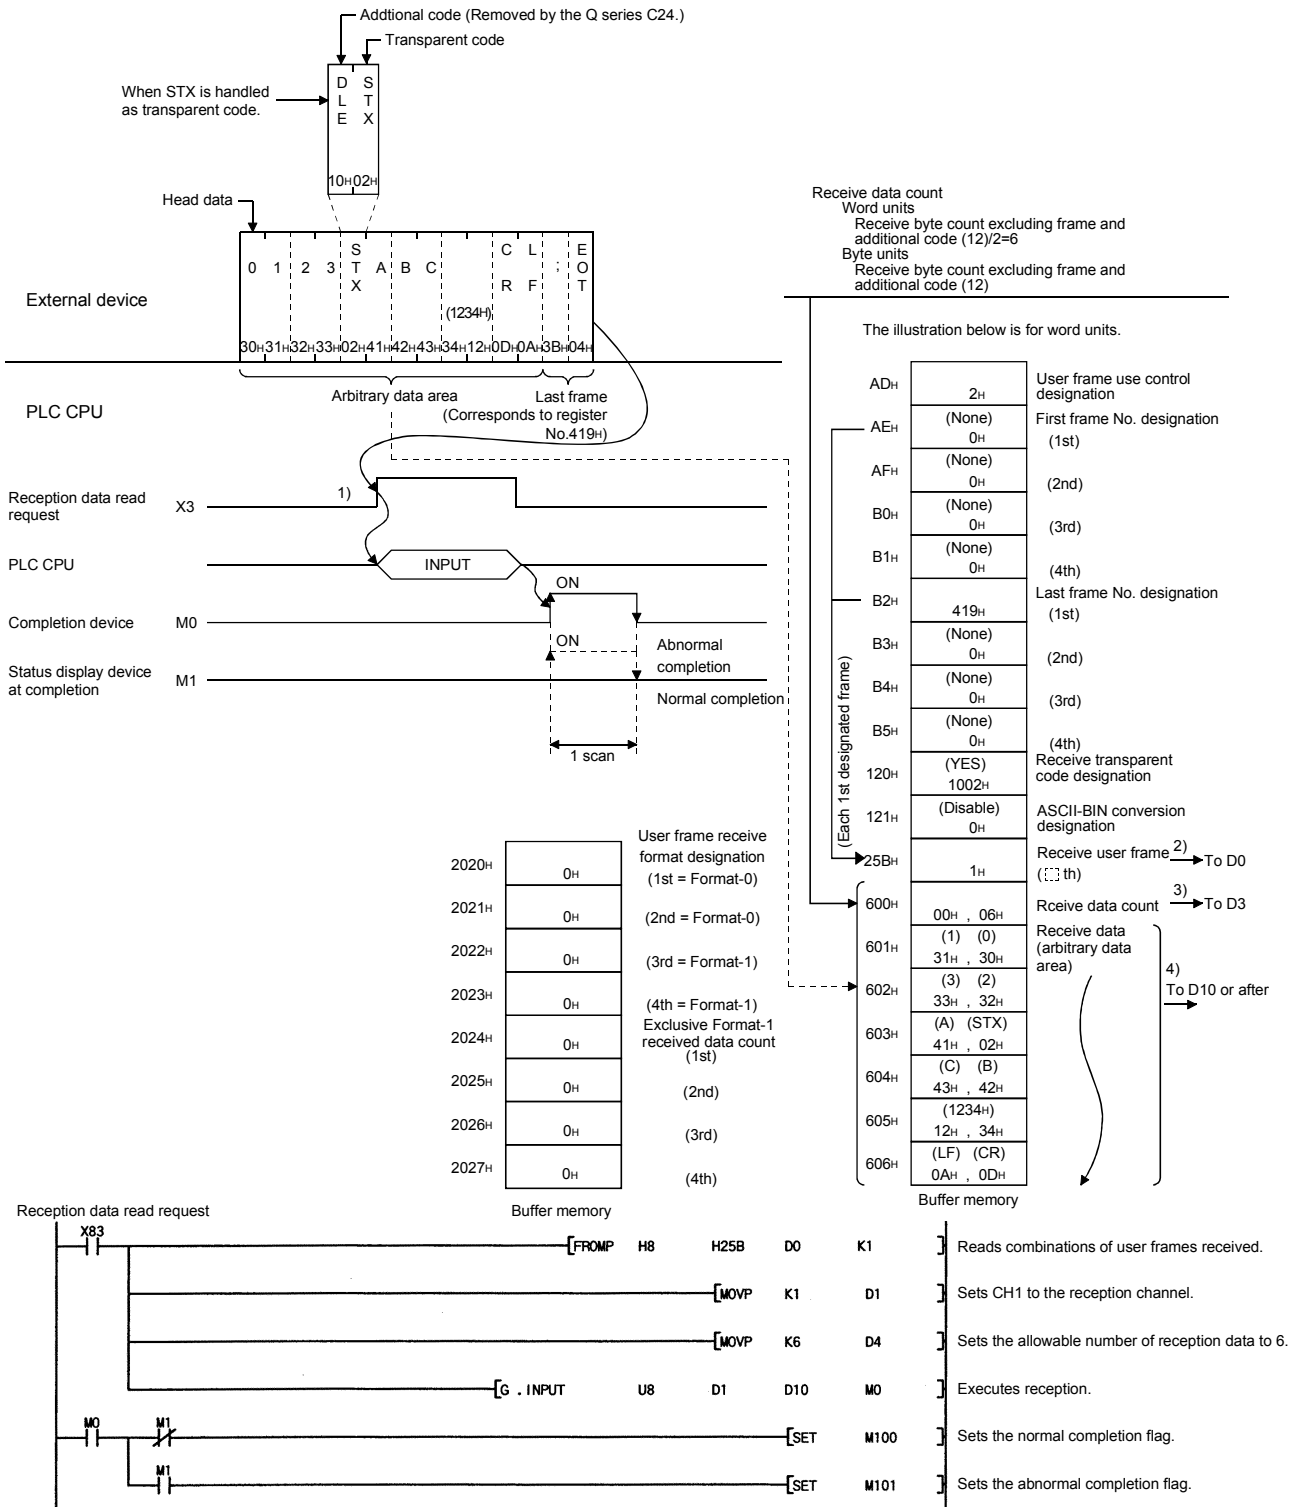 Addtional code (Removed by the Q series C24.)
Transparent code
When STX is handled
as transparent code.
D S
L T
E X
10H 02H
Head data
0 1 2 3 STX A B C CR LF ; EOT
(1234H)
External device
30H 31H 32H 33H 02H 41H 42H 43H 34H 12H 0DH 0AH 3BH 04H
Arbitrary data area
Last frame
(Corresponds to register
No.419H)
PLC CPU
Reception data read
request
X3
1)
PLC CPU
INPUT
ON
Completion device
M0
ON
Abnormal
completion
Status display device
at completion
M1
Normal completion
1 scan
Receive data count
Word units
Receive byte count excluding frame and
additional code (12)/2=6
Byte units
Receive byte count excluding frame and
additional code (12)
The illustration below is for word units.
ADH 2H User frame use control
designation
AEH (None) 0H First frame No. designation
(1st)
AFH (None) 0H (2nd)
B0H (None) 0H (3rd)
B1H (None) 0H (4th)
B2H 419H Last frame No. designation
(1st)
B3H (None) 0H (2nd)
B4H (None) 0H (3rd)
B5H (None) 0H (4th)
120H (YES) 1002H Receive transparent
code designation
121H (Disable) 0H ASCII-BIN conversion
designation
(Each 1st designated frame)
25BH 1H Receive user frame
( th)
2)
To D0
600H 00H , 06H Rceive data count
3)
To D3
601H (1) (0) 31H , 30H Receive data
(arbitrary data
area)
602H (3) (2) 33H , 32H
4)
To D10 or after
603H (A) (STX) 41H , 02H
604H (C) (B) 43H , 42H
605H (1234H) 12H , 34H
606H (LF) (CR) 0AH , 0DH
Buffer memory
User frame receive
format designation
2020H 0H (1st = Format-0)
2021H 0H (2nd = Format-0)
2022H 0H (3rd = Format-1)
2023H 0H (4th = Format-1)
Exclusive Format-1
received data count
2024H 0H (1st)
2025H 0H (2nd)
2026H 0H (3rd)
2027H 0H (4th)
Buffer memory
Reception data read request
X83
FROMP H8 H25B D0 K1 Reads combinations of user frames received.
MOVP K1 D1 Sets CH1 to the reception channel.
MOVP K6 D4 Sets the allowable number of reception data to 6.
G . INPUT U8 D1 D10 M0 Executes reception.
M0 M1 SET M100 Sets the normal completion flag.
M1 SET M101 Sets the abnormal completion flag.